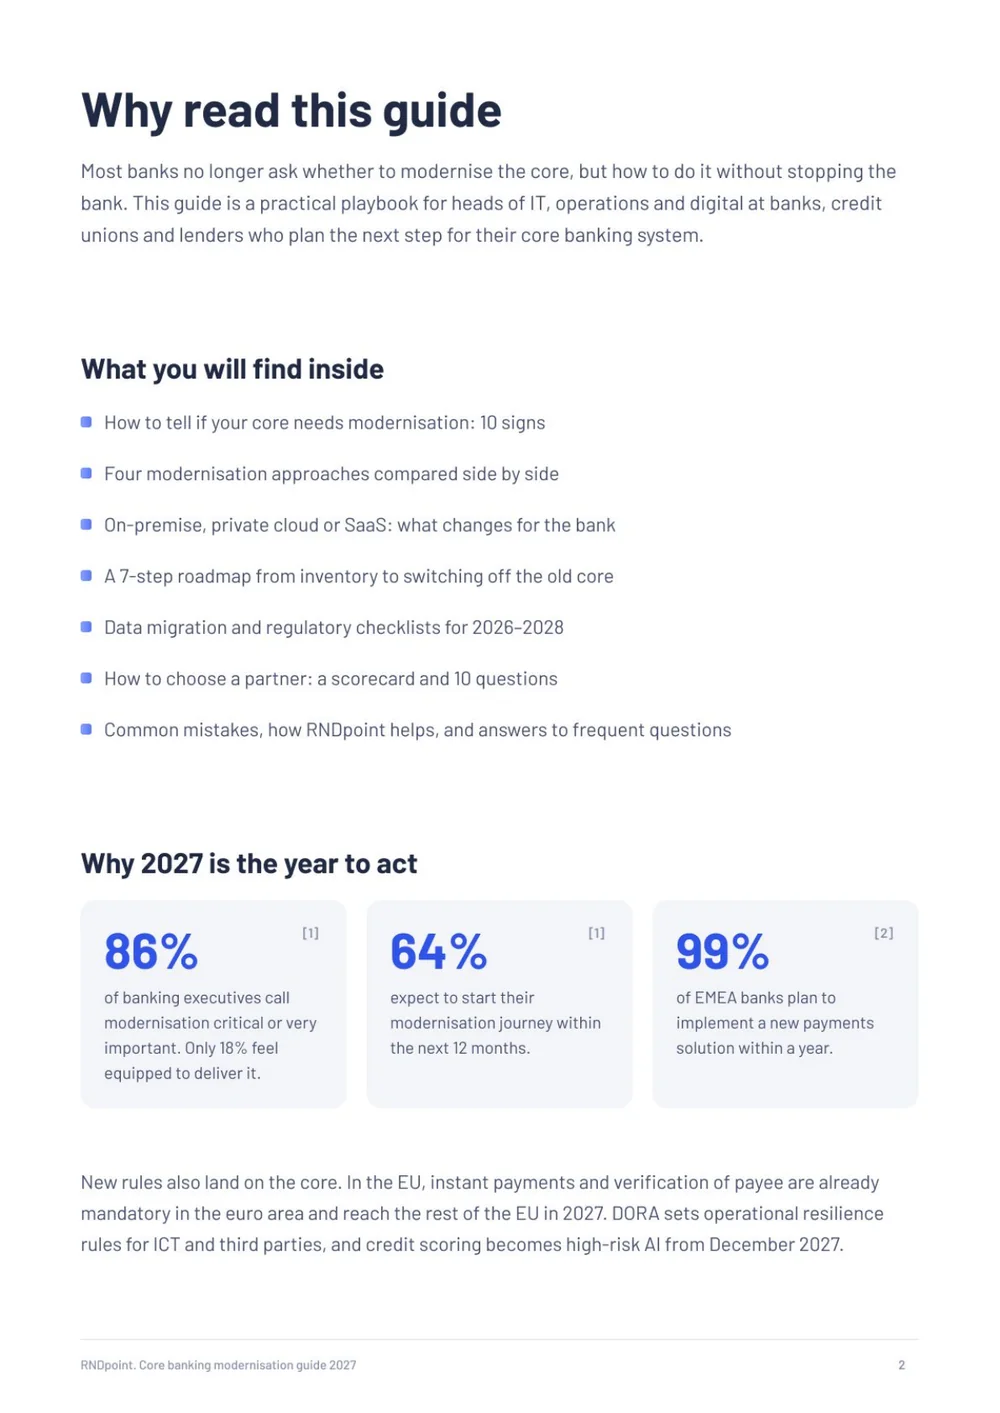 Why read this guide
Most banks no longer ask whether to modernise the core, but how to do it without stopping the
bank. This guide is a practical playbook for heads of IT, operations and digital at banks, credit
unions and lenders who plan the next step for their core banking system.
What you will find inside
How to tell if your core needs modernisation: 10 signs
Four modernisation approaches compared side by side
On-premise, private cloud or SaaS: what changes for the bank
A 7-step roadmap from inventory to switching off the old core
Data migration and regulatory checklists for 2026–2028
How to choose a partner: a scorecard and 10 questions
Common mistakes, how RNDpoint helps, and answers to frequent questions
Why 2027 is the year to act
86% [1]
of banking executives call
modernisation critical or very
important. Only 18% feel
equipped to deliver it.
64% [1]
expect to start their
modernisation journey within
the next 12 months.
99% [2]
of EMEA banks plan to
implement a new payments
solution within a year.
New rules also land on the core. In the EU, instant payments and verification of payee are already
mandatory in the euro area and reach the rest of the EU in 2027. DORA sets operational resilience
rules for ICT and third parties, and credit scoring becomes high-risk AI from December 2027.
RNDpoint. Core banking modernisation guide 2027
2